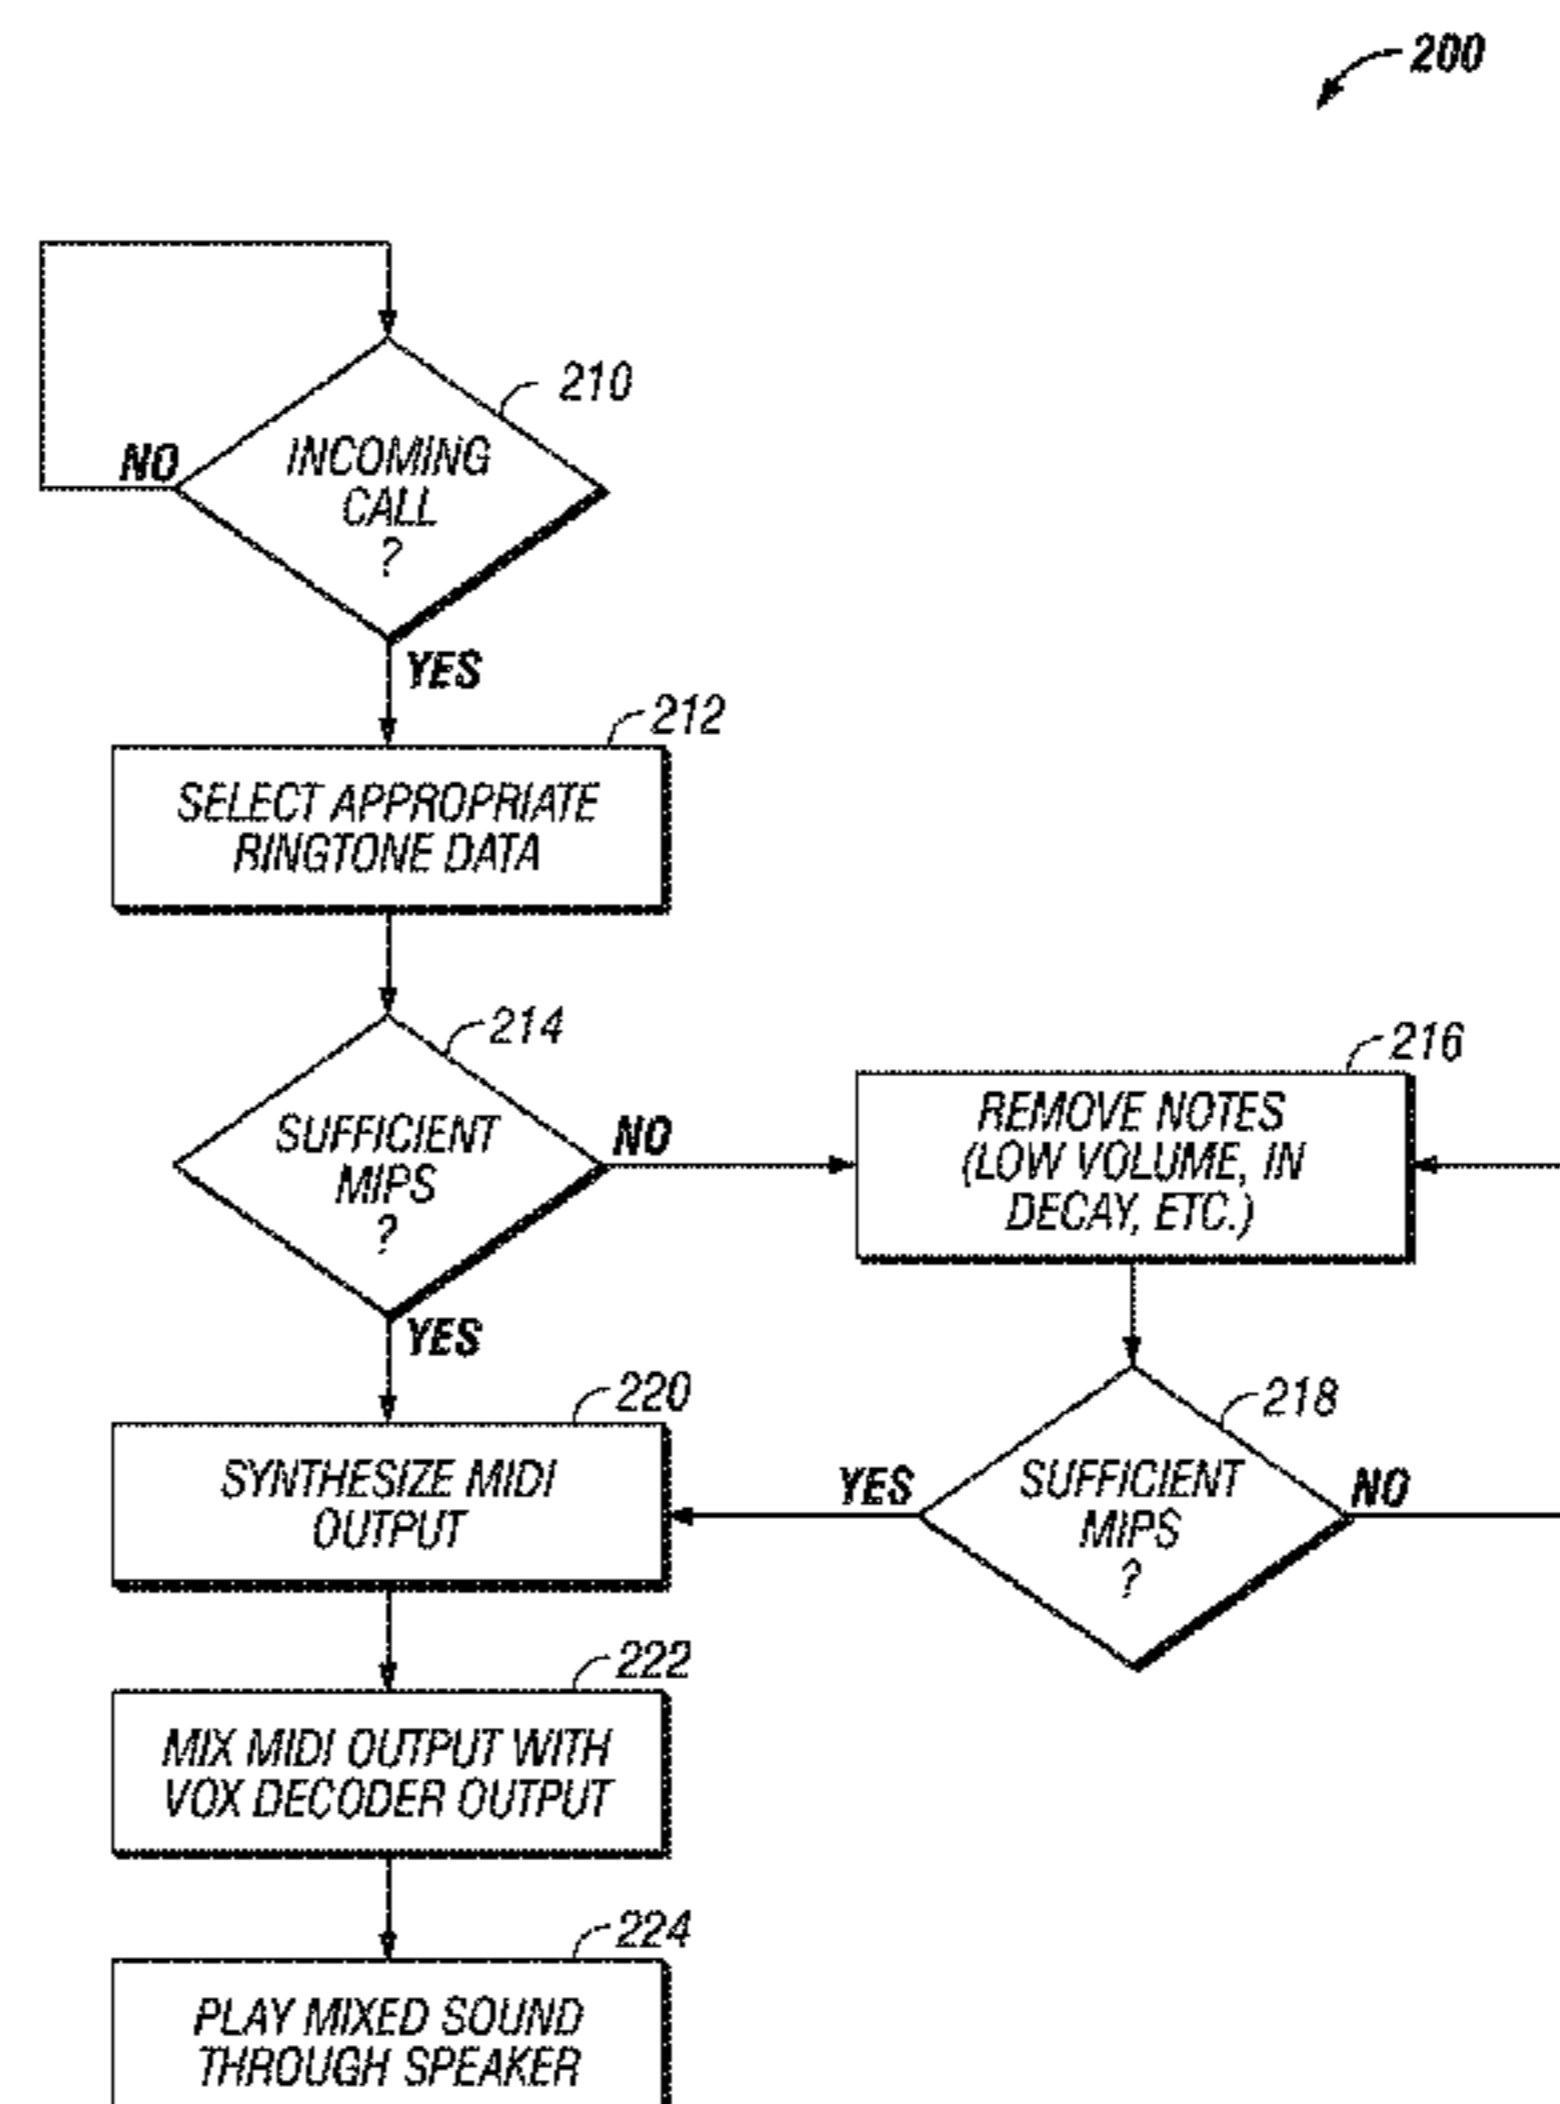 200
210
INCOMING
CALL
?
NO
YES
212
SELECT APPROPRIATE
RINGTONE DATA
214
SUFFICIENT
MIPS
?
NO
YES
216
REMOVE NOTES
(LOW VOLUME, IN
DECAY, ETC.)
218
SUFFICIENT
MIPS
?
YES
NO
220
SYNTHESIZE MIDI
OUTPUT
222
MIX MIDI OUTPUT WITH
VOX DECODER OUTPUT
224
PLAY MIXED SOUND
THROUGH SPEAKER